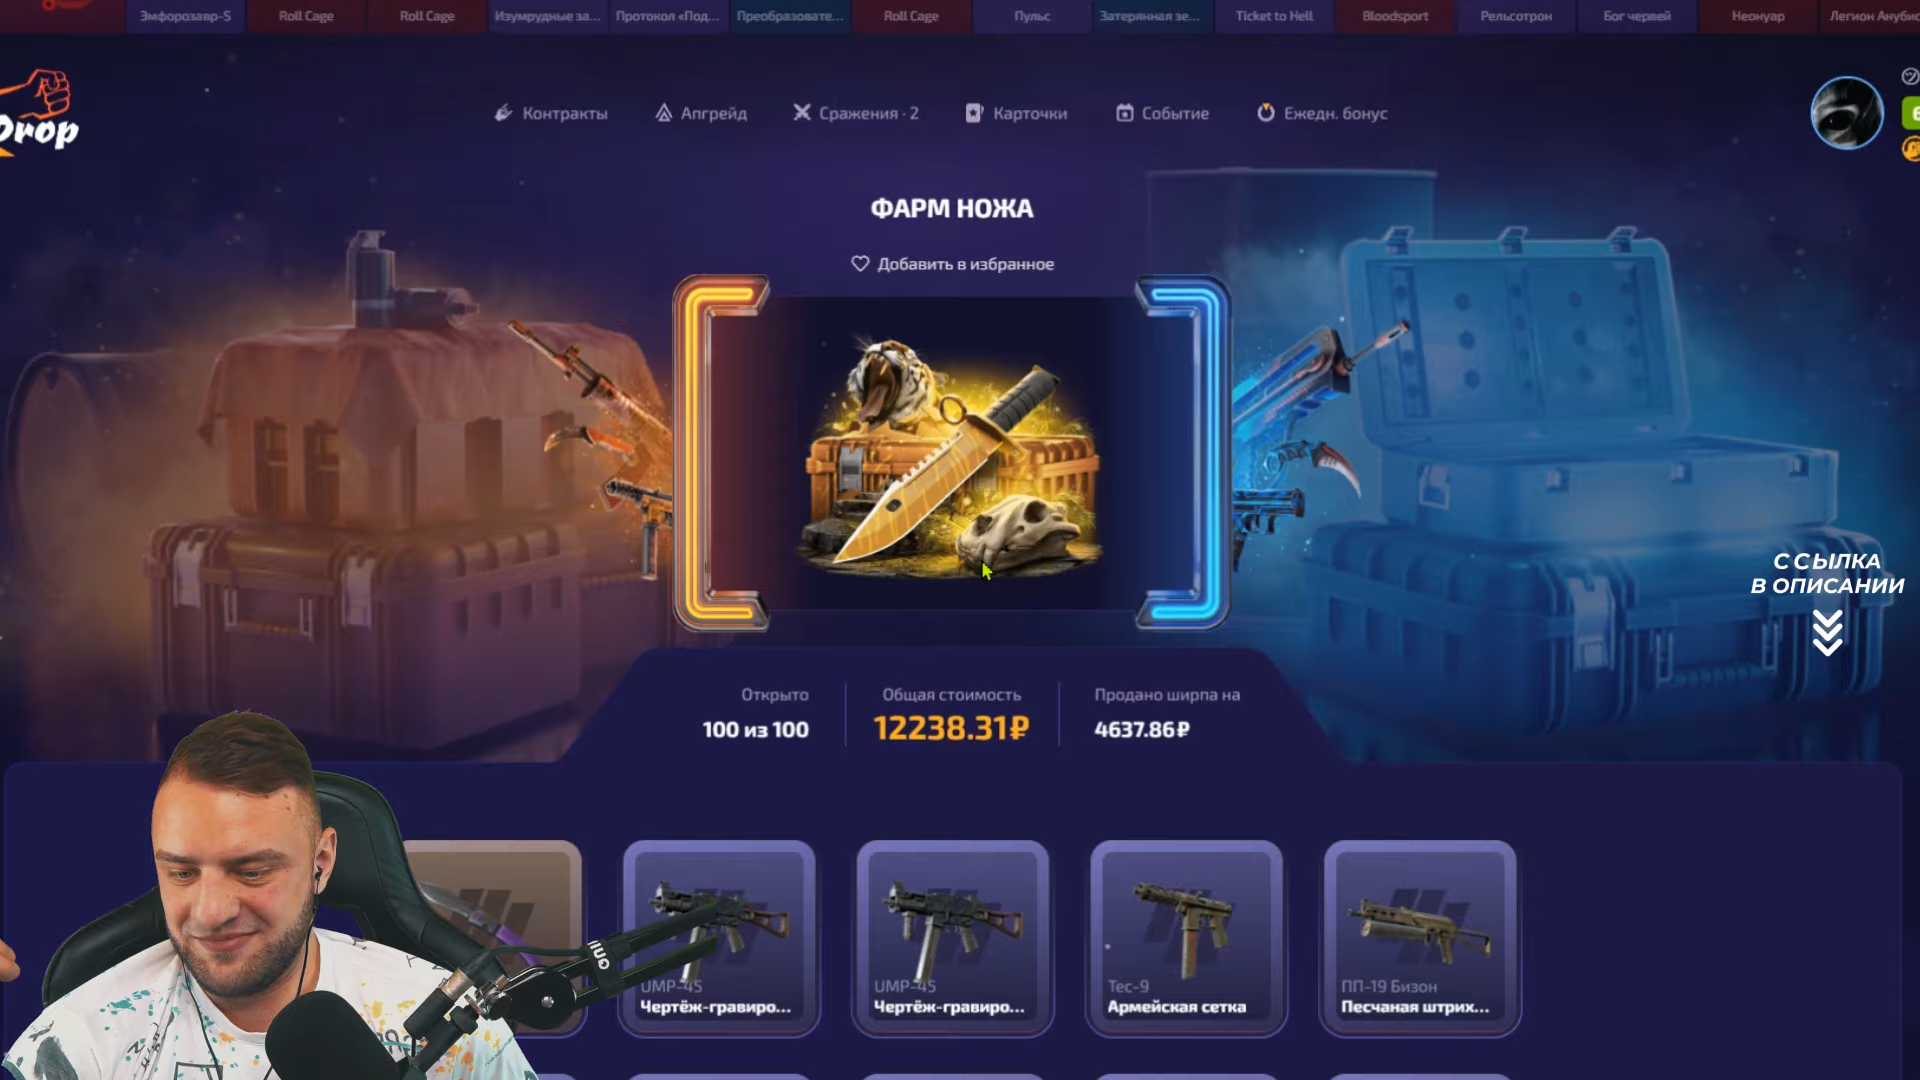 Эмфорозавр-S
Roll Cage
Roll Cage
Изумрудные за...
Протокол «Под...
Преобразовате...
Roll Cage
Пульс
Затерянная зе...
Ticket to Hell
Bloodsport
Рельсотрон
Бог червей
Неонуар
Легион Анубис
Drop
Контракты
Апгрейд
Сражения · 2
Карточки
Событие
Ежедн. бонус
ФАРМ НОЖА
Добавить в избранное
ССЫЛКА
В ОПИСАНИИ
Открыто
100 из 100
Общая стоимость
12238.31₽
Продано ширпа на
4637.86₽
UMP-45
Чертёж-гравиро...
UMP-45
Чертёж-гравиро...
Tec-9
Армейская сетка
ПП-19 Бизон
Песчаная штрих...